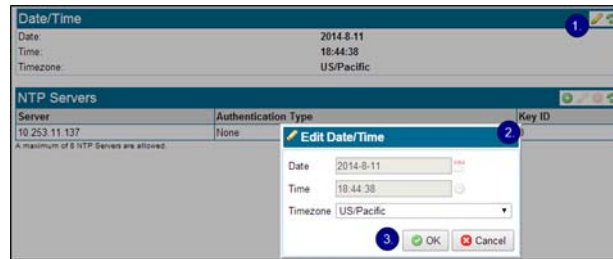 Date/Time
1.
Date: 2014-8-11
Time: 18:44:38
Timezone: US/Pacific
NTP Servers
Server Authentication Type Key ID
10.253.11.137 None 0
A maximum of 8 NTP Servers are allowed.
Edit Date/Time 2.
Date 2014-8-11
Time 18:44:38
Timezone US/Pacific
3. OK Cancel